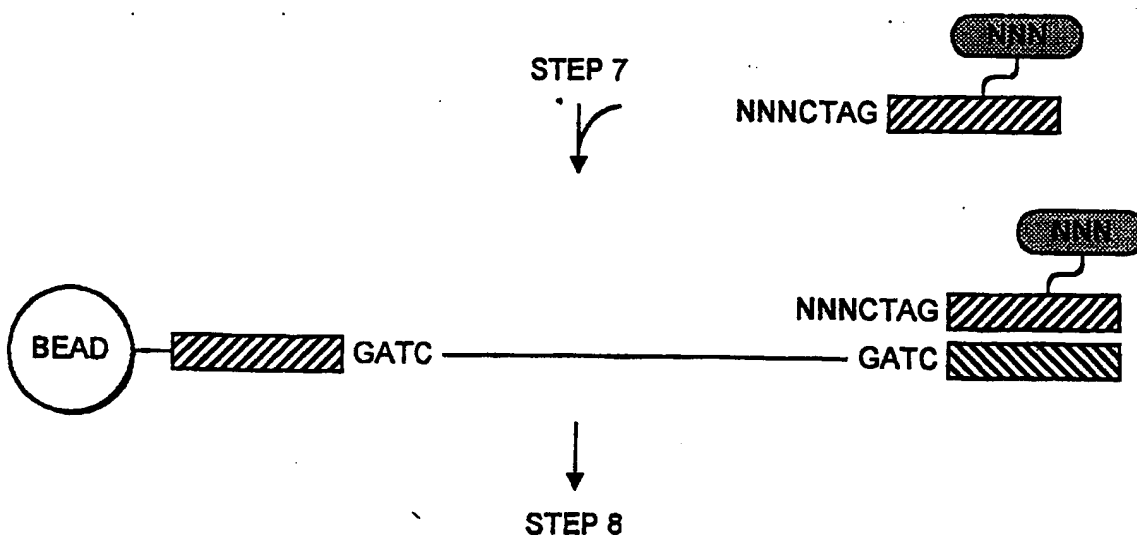 NNN
STEP 7
NNNCTAG
NNN
NNNCTAG
BEAD GATC GATC
STEP 8